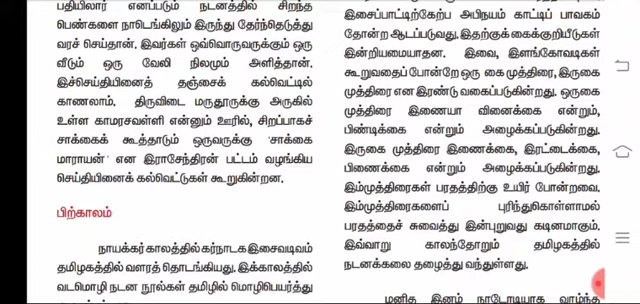 பதியிலார் எனப்படும் நடனத்தில் சிறந்த
பெண்களை நாடெங்கிலும் இருந்து தேர்ந்தெடுத்து
வரச் செய்தான். இவர்கள் ஒவ்வொருவருக்கும் ஒரு
வீடும் ஒரு வேலி நிலமும் அளித்தான்.
இச்செய்தியினைத் தஞ்சைக் கல்வெட்டில்
காணலாம். திருவிடை மருதூருக்கு அருகில்
உள்ள காமரசவள்ளி என்னும் ஊரில், சிறப்பாகச்
சாக்கைக் கூத்தாடும் ஒருவருக்கு 'சாக்கை
மாராயன்' என இராசேந்திரன் பட்டம் வழங்கிய
செய்தியினைக் கல்வெட்டுகள் கூறுகின்றன.
பிற்காலம்
நாயக்கர் காலத்தில் கர்நாடக இசைவடிவம்
தமிழகத்தில் வளரத் தொடங்கியது. இக்காலத்தில்
வடமொழி நடன நூல்கள் தமிழில் மொழிபெயர்த்து
இசைப்பாட்டிற்கேற்ப அபிநயம் காட்டிப் பாவகம்
தோன்ற ஆடப்படுவது. இதற்குக் கைக்குறியீடுகள்
இன்றியமையாதன. இவை, இளங்கோவடிகள்
கூறுவதைப் போன்றே ஒரு கை முத்திரை, இருகை
முத்திரை என இரண்டு வகைப்படுகின்றது. ஒருகை
முத்திரை இணையா வினைக்கை என்றும்,
பிண்டிக்கை என்றும் அழைக்கப்படுகின்றது.
இருகை முத்திரை இணைக்கை, இரட்டைக்கை,
பிணைக்கை என்றும் அழைக்கப்படுகின்றது.
இம்முத்திரைகள் பரதத்திற்கு உயிர் போன்றவை.
இம்முத்திரைகளைப் புரிந்துகொள்ளாமல்
பரதத்தைச் சுவைத்து இன்புறுவது கடினமாகும்.
இவ்வாறு காலந்தோறும் தமிழகத்தில்
நடனக்கலை தழைத்து வந்துள்ளது.
மனித இனம் நாடோடியாக வாழ்ந்த